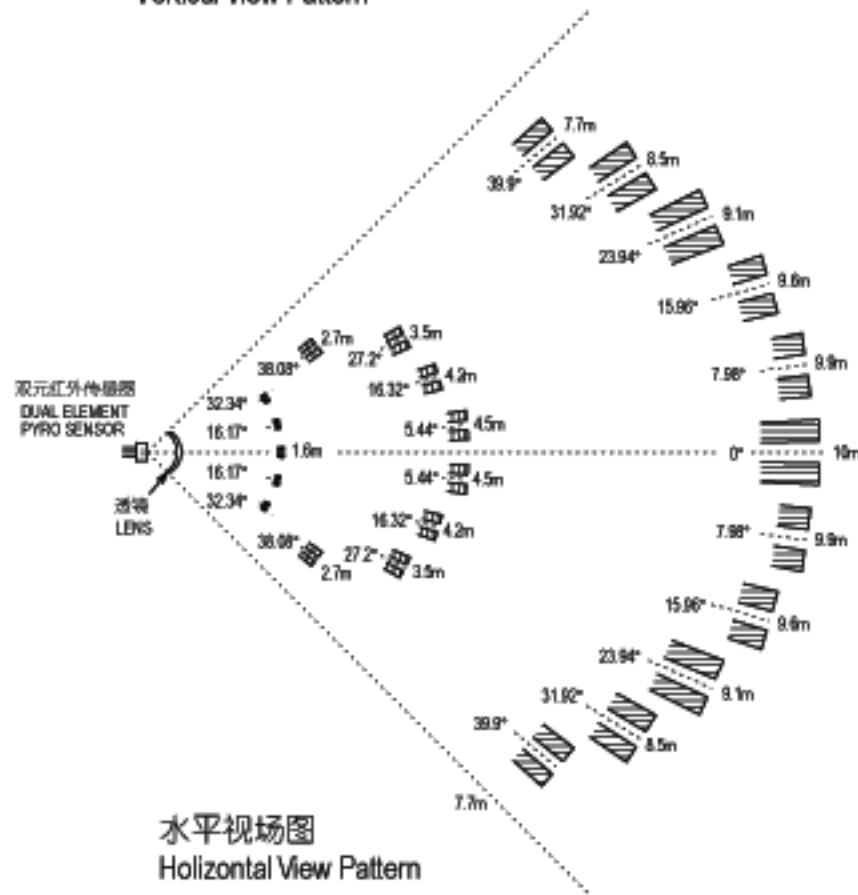 Vertical View Pattern
7.7m
8.5m
39.9°
31.92°
9.1m
23.94°
9.6m
15.96°
2.7m
3.5m
38.08°
27.2°
9.9m
7.98°
4.2m
16.32°
双元红外传感器
DUAL ELEMENT
PYRO SENSOR
32.34°
16.17°
5.44°
4.5m
1.6m
0°
10m
16.17°
5.44°
4.5m
32.34°
透镜
LENS
16.32°
4.2m
38.08°
27.2°
2.7m
3.5m
7.98°
9.9m
15.96°
9.6m
23.94°
9.1m
31.92°
39.9°
8.5m
7.7m
水平视场图
Holizontal View Pattern